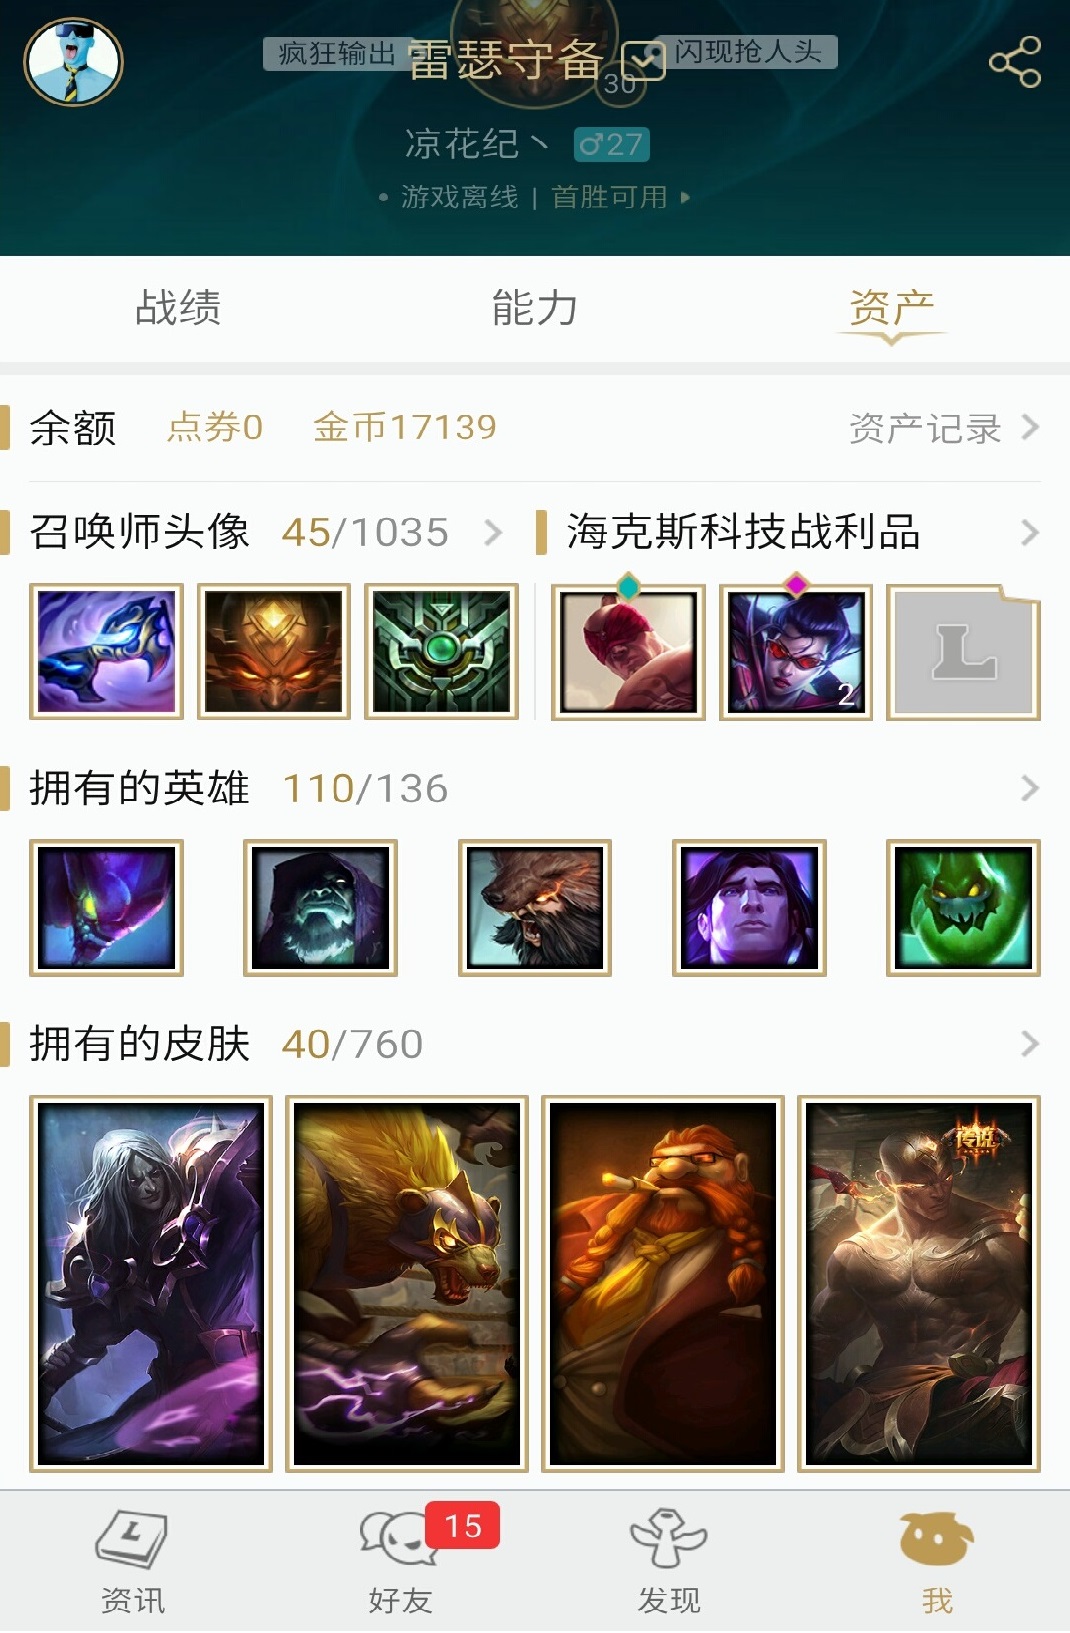 疯狂输出 雷瑟守备 闪现抢人头
30
凉花纪丶 ♂27
• 游戏离线 | 首胜可用
战绩 能力 资产
余额 点券0 金币17139 资产记录
召唤师头像 45/1035 海克斯科技战利品
2
拥有的英雄 110/136
拥有的皮肤 40/760
传说
15
资讯 好友 发现 我